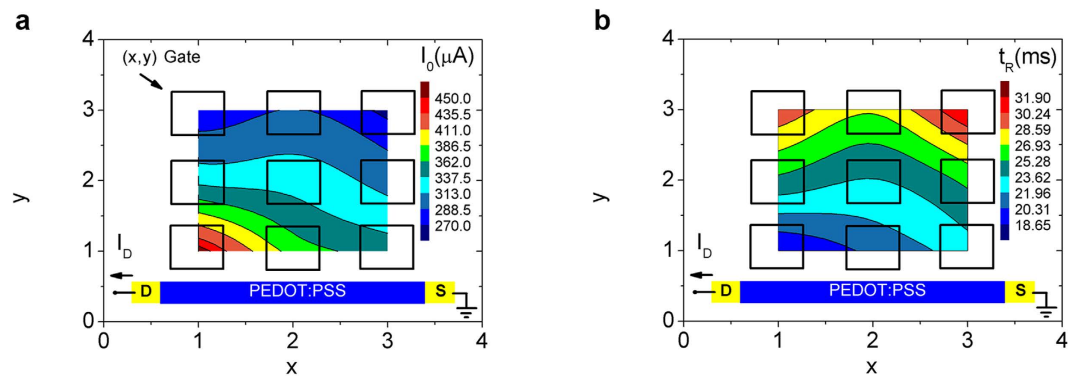 a
I₀(μA)
(x,y) Gate
450.0
435.5
411.0
386.5
362.0
337.5
313.0
288.5
270.0
y
4
3
2
1
0
I_D
D
PEDOT:PSS
S
0
1
2
3
4
x
b
t_R(ms)
31.90
30.24
28.59
26.93
25.28
23.62
21.96
20.31
18.65
y
4
3
2
1
0
I_D
D
PEDOT:PSS
S
0
1
2
3
4
x